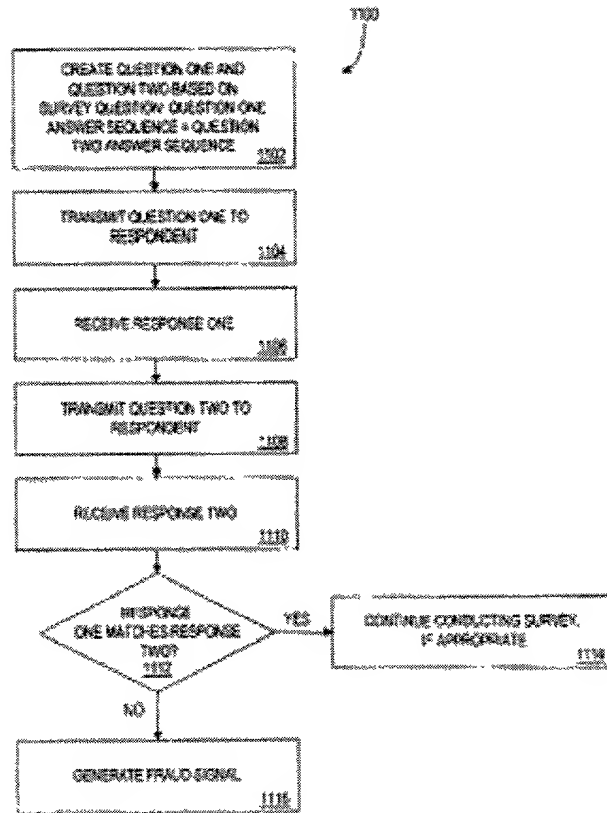 1100
CREATE QUESTION ONE AND
QUESTION TWO BASED ON
SURVEY QUESTION: QUESTION ONE
ANSWER SEQUENCE = QUESTION
TWO ANSWER SEQUENCE
1102
TRANSMIT QUESTION ONE TO
RESPONDENT
1104
RECEIVE RESPONSE ONE
1106
TRANSMIT QUESTION TWO TO
RESPONDENT
1108
RECEIVE RESPONSE TWO
1110
RESPONSE
ONE MATCHES RESPONSE
TWO?
1112
YES
CONTINUE CONDUCTING SURVEY,
IF APPROPRIATE
1114
NO
GENERATE FRAUD SIGNAL
1116